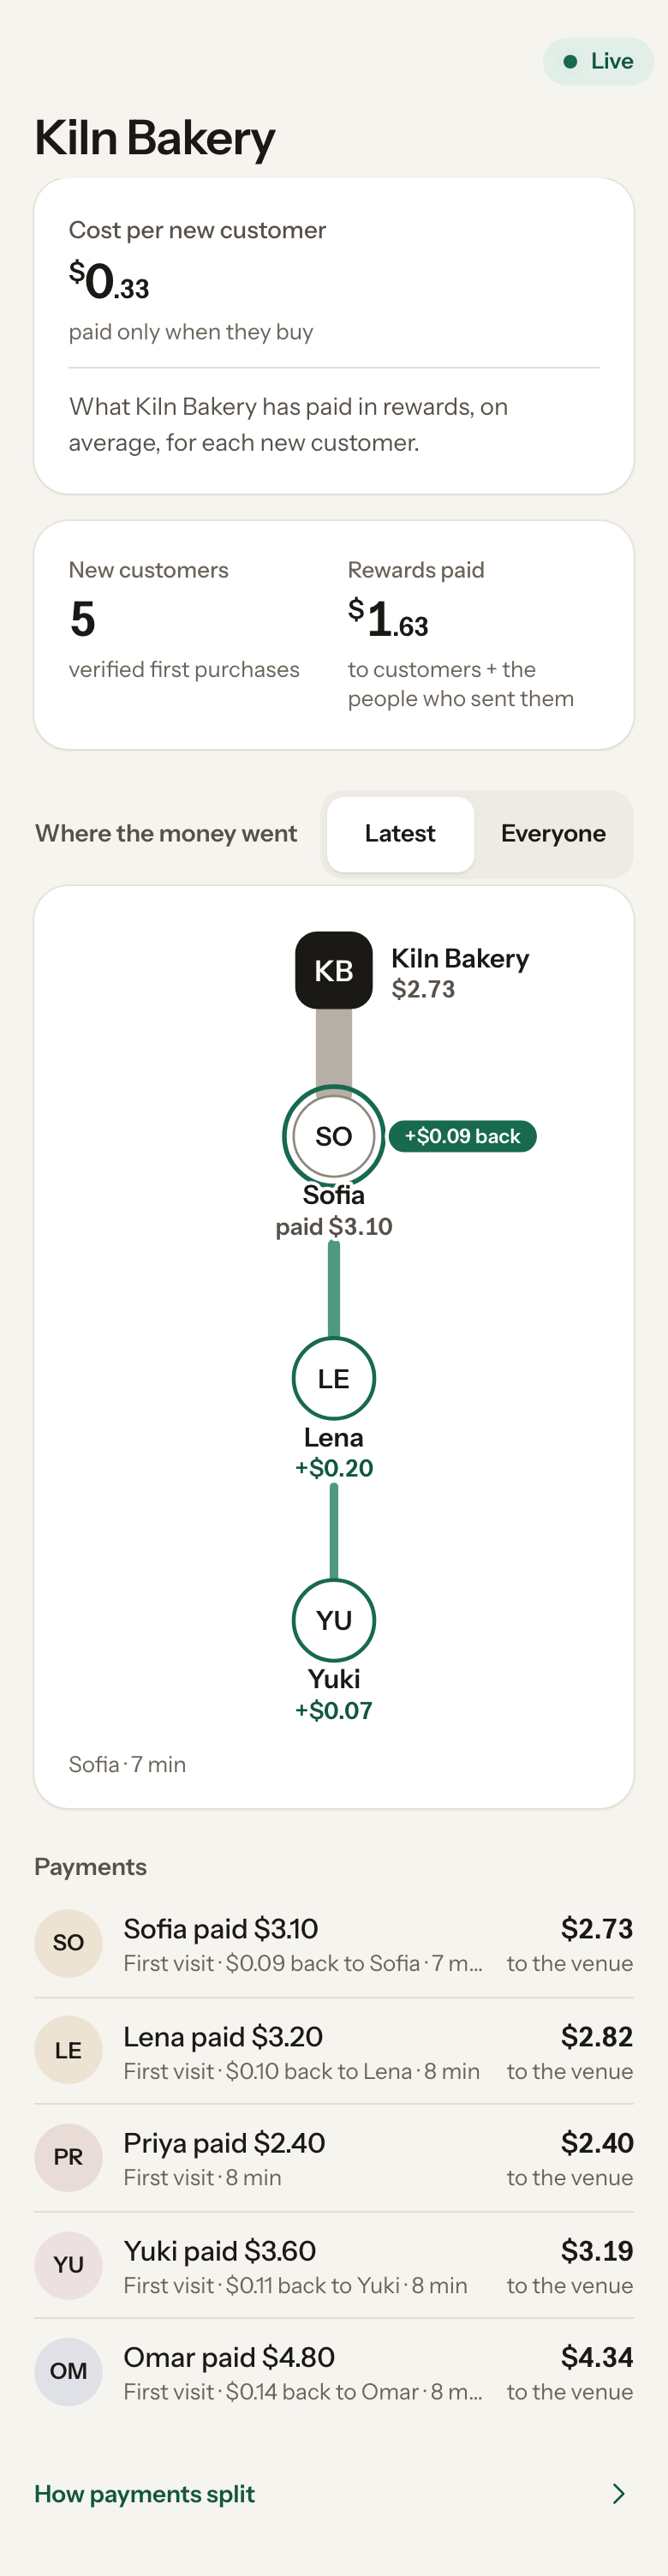 Live
Kiln Bakery
Cost per new customer
$0.33
paid only when they buy
What Kiln Bakery has paid in rewards, on
average, for each new customer.
New customers
5
verified first purchases
Rewards paid
$1.63
to customers + the
people who sent them
Where the money went
Latest
Everyone
KB
Kiln Bakery
$2.73
SO
+$0.09 back
Sofia
paid $3.10
LE
Lena
+$0.20
YU
Yuki
+$0.07
Sofia · 7 min
Payments
SO
Sofia paid $3.10
$2.73
First visit · $0.09 back to Sofia · 7 m...
to the venue
LE
Lena paid $3.20
$2.82
First visit · $0.10 back to Lena · 8 min
to the venue
PR
Priya paid $2.40
$2.40
First visit · 8 min
to the venue
YU
Yuki paid $3.60
$3.19
First visit · $0.11 back to Yuki · 8 min
to the venue
OM
Omar paid $4.80
$4.34
First visit · $0.14 back to Omar · 8 m...
to the venue
How payments split